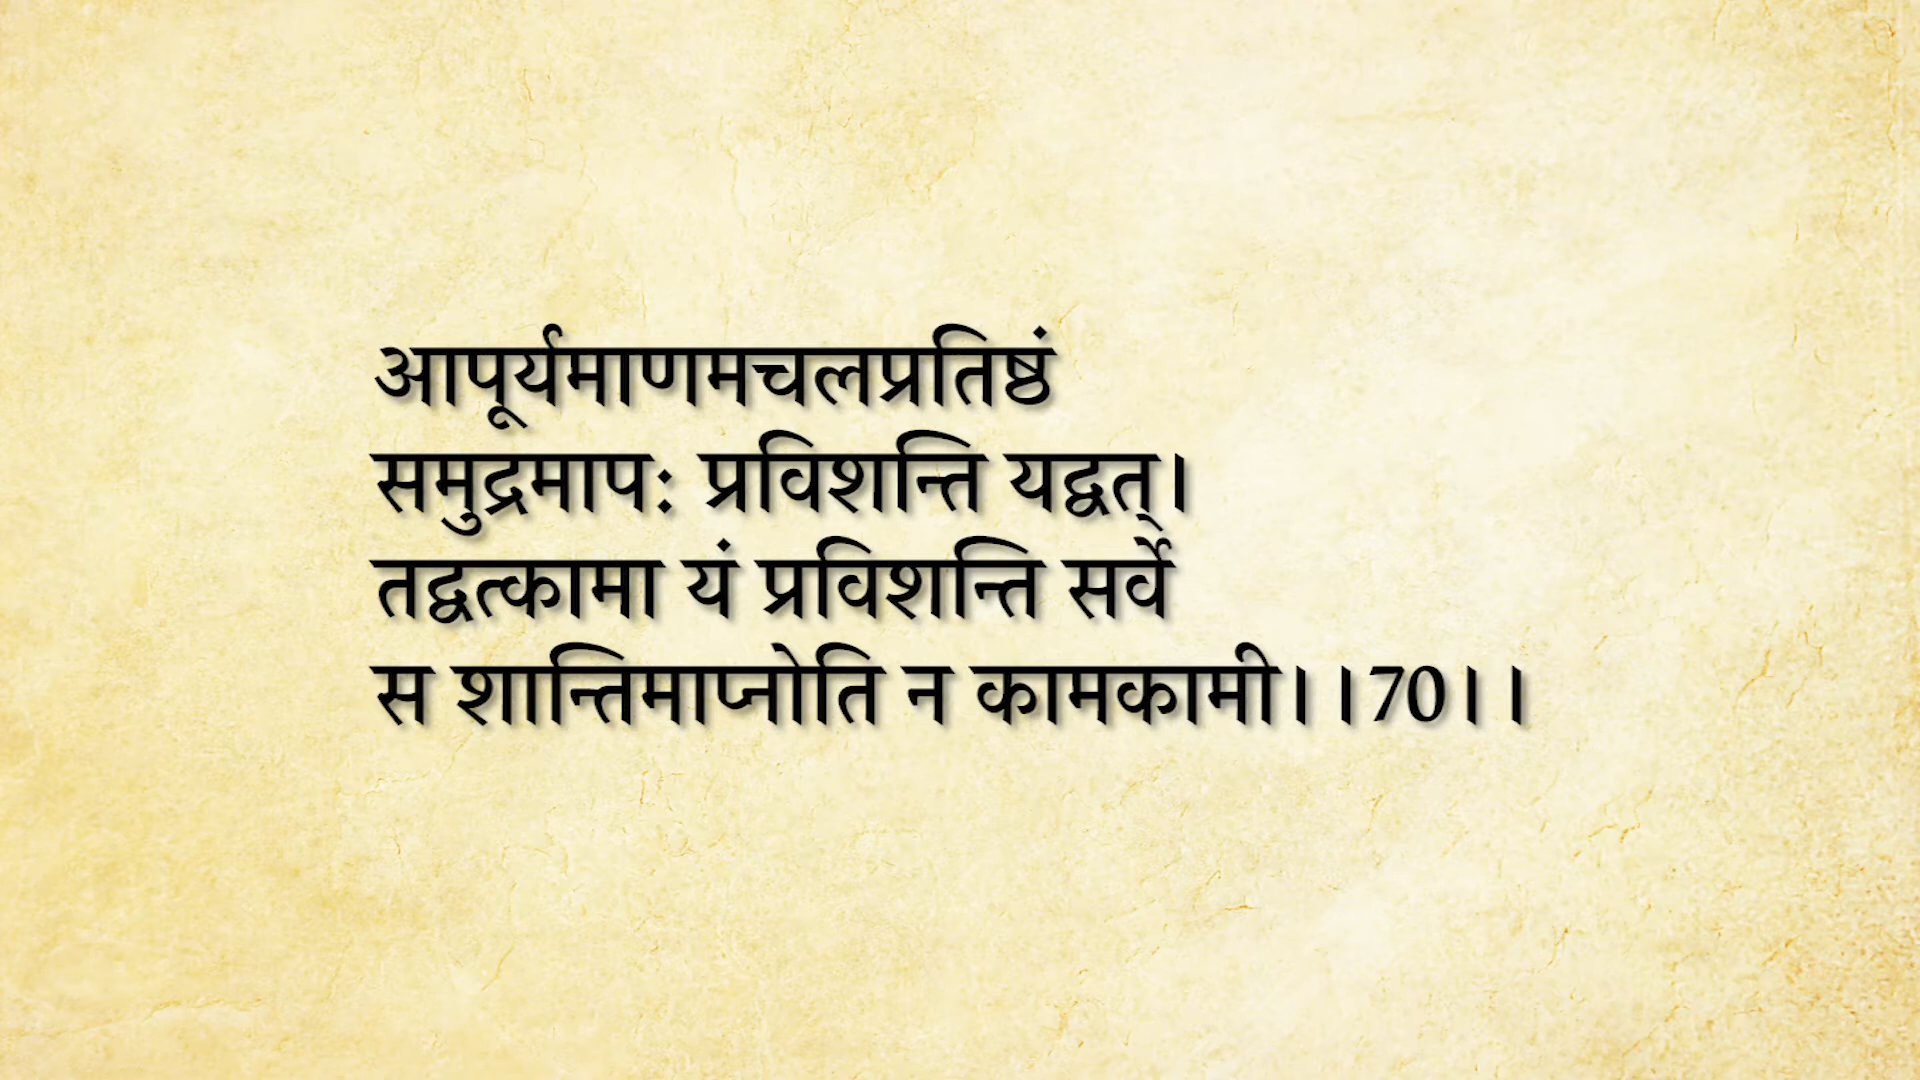 आपूर्यमाणमचलप्रतिष्ठं
समुद्रमापः प्रविशन्ति यद्वत्।
तद्वत्कामा यं प्रविशन्ति सर्वे
स शान्तिमाप्नोति न कामकामी।।70।।